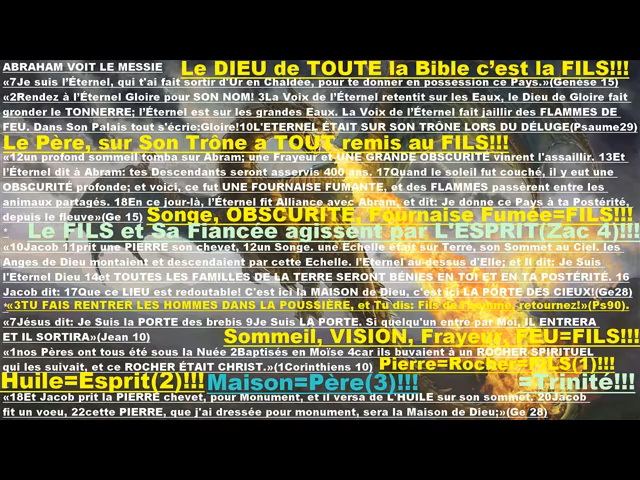 ABRAHAM VOIT LE MESSIE Le DIEU de TOUTE la Bible c’est la FILS!!!
«7Je suis l'Éternel, qui t'ai fait sortir d'Ur en Chaldée, pour te donner en possession ce Pays.»(Genèse 15)
«2Rendez à l'Éternel Gloire pour SON NOM! 3La Voix de l'Éternel retentit sur les Eaux, le Dieu de Gloire fait
gronder le TONNERRE; l'Éternel est sur les grandes Eaux. La Voix de l'Éternel fait jaillir des FLAMMES DE
FEU. Dans Son Palais tout s'écrie:Gloire!10L'ETERNEL ÉTAIT SUR SON TRÔNE LORS DU DÉLUGE(Psaume29)
Le Père, sur Son Trône a TOUT remis au FILS!!!
«12un profond sommeil tomba sur Abram; une Frayeur et UNE GRANDE OBSCURITÉ vinrent l'assaillir. 13Et
l'Éternel dit à Abram: tes Descendants seront asservis 400 ans. 17Quand le soleil fut couché, il y eut une
OBSCURITÉ profonde; et voici, ce fut UNE FOURNAISE FUMANTE, et des FLAMMES passèrent entre les
animaux partagés. 18En ce jour-là, l'Éternel fit Alliance avec Abram, et dit: Je donne ce Pays à ta Postérité,
depuis le fleuve»(Ge 15) Songe, OBSCURITÉ, Fournaise Fumée=FILS!!!
Le FILS et Sa Fiancée agissent par L'ESPRIT(Zac 4)!!!
«10Jacob 11prit une PIERRE son chevet, 12un Songe. une Echelle était sur Terre, son Sommet au Ciel. les
Anges de Dieu montaient et descendaient par cette Echelle. l'Eternel au-dessus d'Elle; et Il dit: Je Suis
l'Eternel Dieu 14et TOUTES LES FAMILLES DE LA TERRE SERONT BÉNIES EN TOI ET EN TA POSTÉRITÉ. 16
Jacob dit: 17Que ce LIEU est redoutable! C'est ici la MAISON de Dieu, c'est ici LA PORTE DES CIEUX!(Ge28)
«3TU FAIS RENTRER LES HOMMES DANS LA POUSSIÈRE, et Tu dis: Fils de l'homme, retournez!»(Ps90).
«7Jésus dit: Je Suis la PORTE des brebis 9Je Suis LA PORTE. Si quelqu'un entre par Moi, IL ENTRERA
ET IL SORTIRA»(Jean 10) Sommeil, VISION, Frayeur, FEU=FILS!!!
«1nos Pères ont tous été sous la Nuée 2Baptisés en Moïse 4car ils buvaient à un ROCHER SPIRITUEL
qui les suivait, et ce ROCHER ÉTAIT CHRIST.»(1Corinthiens 10) Pierre=Rocher=FILS(1)!!!
Huile=Esprit(2)!!! Maison=Père(3)!!! =Trinité!!!
«18Et Jacob prit la PIERRE chevet, pour Monument, et il versa de L'HUILE sur son sommet. 20Jacob
fit un voeu, 22cette PIERRE, que j'ai dressée pour monument, sera la Maison de Dieu;»(Ge 28)